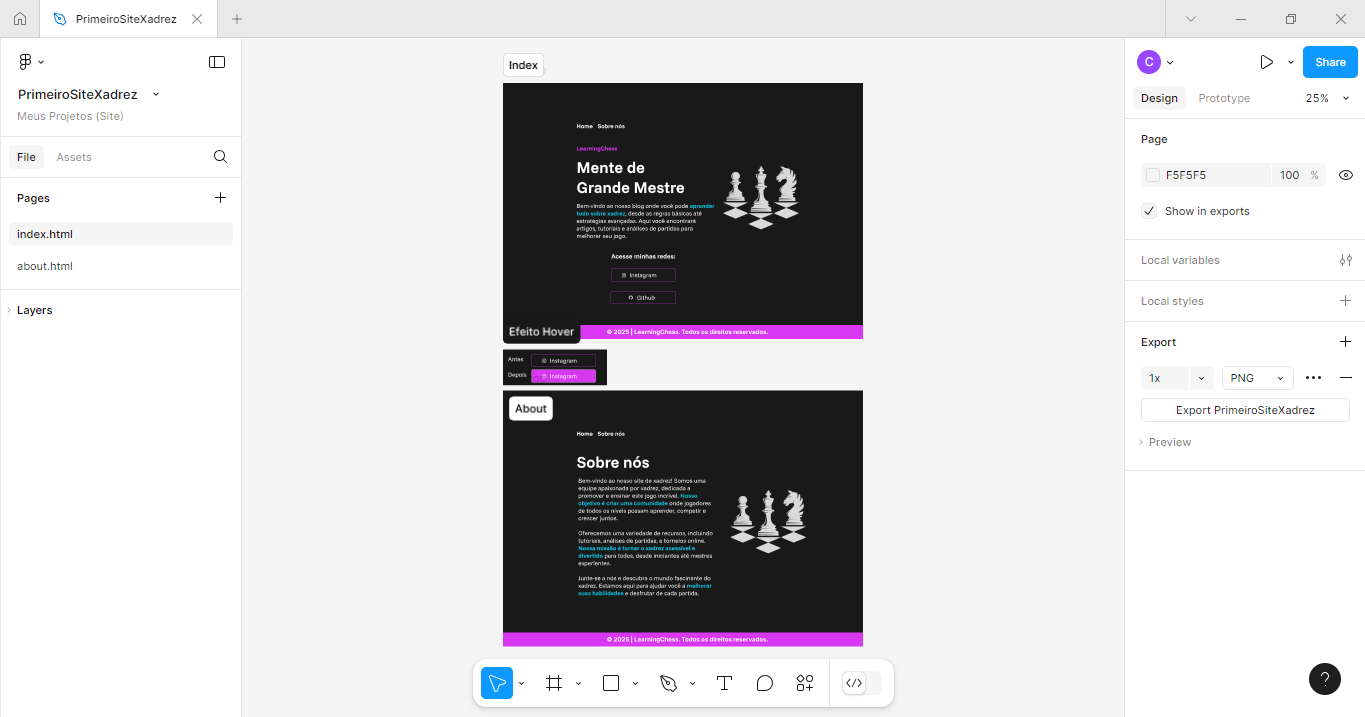 PrimeiroSiteXadrez
PrimeiroSiteXadrez
Meus Projetos (Site)
File
Assets
Pages
index.html
about.html
Layers
Index
Home Sobre nós
LearningChess
Mente de
Grande Mestre
Bem-vindo ao nosso blog onde você pode aprender
tudo sobre xadrez, desde as regras básicas até
estratégias avançadas. Aqui você encontrará
artigos, tutoriais e análises de partidas para
melhorar seu jogo.
Acesse minhas redes:
Instagram
Github
© 2025 | LearningChess. Todos os direitos reservados.
Efeito Hover
Antes
Instagram
Depois
Instagram
About
Home Sobre nós
Sobre nós
Bem-vindo ao nosso site de xadrez! Somos uma
equipe apaixonada por xadrez, dedicada a
promover e ensinar este jogo incrível. Nosso
objetivo é criar uma comunidade onde jogadores
de todos os níveis possam aprender, competir e
crescer juntos.
Oferecemos uma variedade de recursos, incluindo
tutoriais, análises de partidas, e torneios online.
Nossa missão é tornar o xadrez acessível e
divertido para todos, desde iniciantes até mestres
experientes.
Junte-se a nós e descubra o mundo fascinante do
xadrez. Estamos aqui para ajudar você a melhorar
suas habilidades e desfrutar de cada partida.
© 2025 | LearningChess. Todos os direitos reservados.
C
Share
Design
Prototype
25%
Page
F5F5F5
100 %
Show in exports
Local variables
Local styles
Export
1x
PNG
Export PrimeiroSiteXadrez
Preview
?